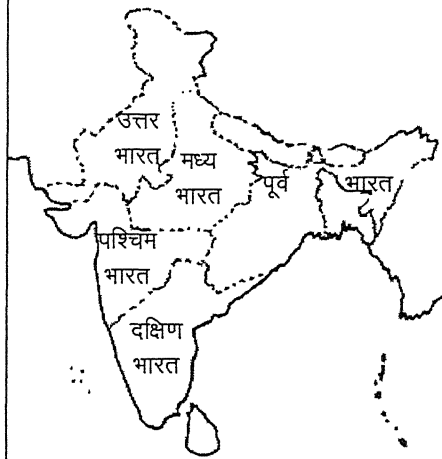 उत्तर
भारत
मध्य
भारत
पूर्व भारत
पश्चिम
भारत
दक्षिण
भारत